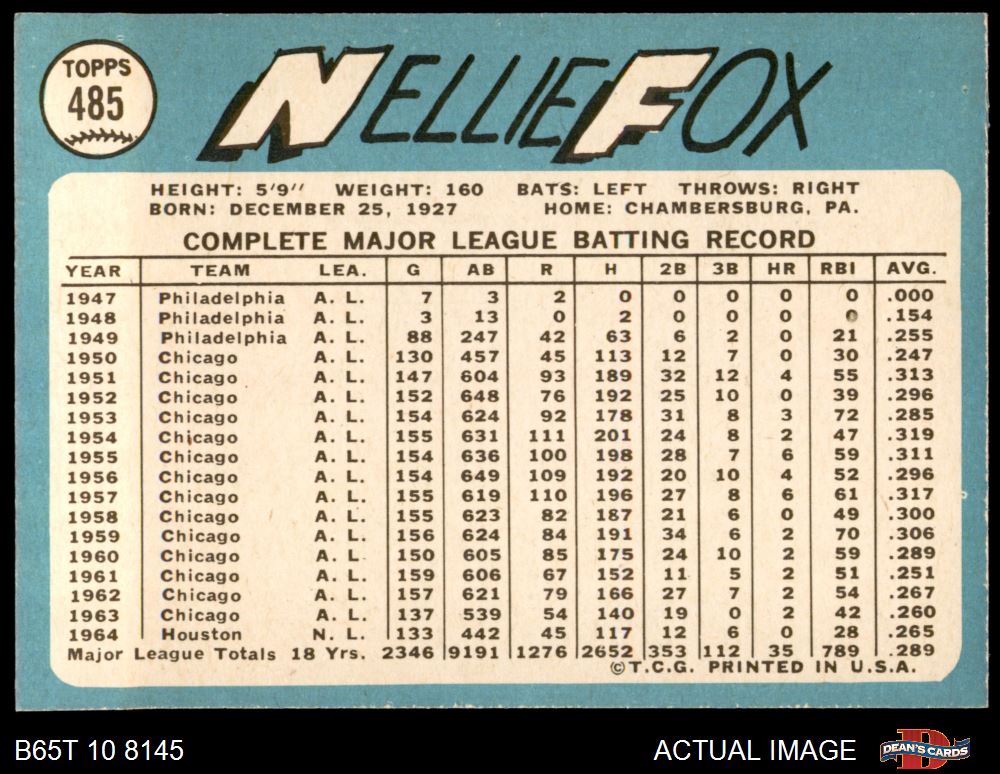 TOPPS
485
NELLIE FOX
HEIGHT: 5'9" WEIGHT: 160 BATS: LEFT THROWS: RIGHT
BORN: DECEMBER 25, 1927 HOME: CHAMBERSBURG, PA.
COMPLETE MAJOR LEAGUE BATTING RECORD
YEAR TEAM LEA. G AB R H 2B 3B HR RBI AVG.
1947 Philadelphia A. L. 7 3 2 0 0 0 0 0 .000
1948 Philadelphia A. L. 3 13 0 2 0 0 0 0 .154
1949 Philadelphia A. L. 88 247 42 63 6 2 0 21 .255
1950 Chicago A. L. 130 457 45 113 12 7 0 30 .247
1951 Chicago A. L. 147 604 93 189 32 12 4 55 .313
1952 Chicago A. L. 152 648 76 192 25 10 0 39 .296
1953 Chicago A. L. 154 624 92 178 31 8 3 72 .285
1954 Chicago A. L. 155 631 111 201 24 8 2 47 .319
1955 Chicago A. L. 154 636 100 198 28 7 6 59 .311
1956 Chicago A. L. 154 649 109 192 20 10 4 52 .296
1957 Chicago A. L. 155 619 110 196 27 8 6 61 .317
1958 Chicago A. L. 155 623 82 187 21 6 0 49 .300
1959 Chicago A. L. 156 624 84 191 34 6 2 70 .306
1960 Chicago A. L. 150 605 85 175 24 10 2 59 .289
1961 Chicago A. L. 159 606 67 152 11 5 2 51 .251
1962 Chicago A. L. 157 621 79 166 27 7 2 54 .267
1963 Chicago A. L. 137 539 54 140 19 0 2 42 .260
1964 Houston N. L. 133 442 45 117 12 6 0 28 .265
Major League Totals 18 Yrs. 2346 9191 1276 2652 353 112 35 789 .289
©T.C.G. PRINTED IN U.S.A.
B65T 10 8145 ACTUAL IMAGE DEAN'S CARDS